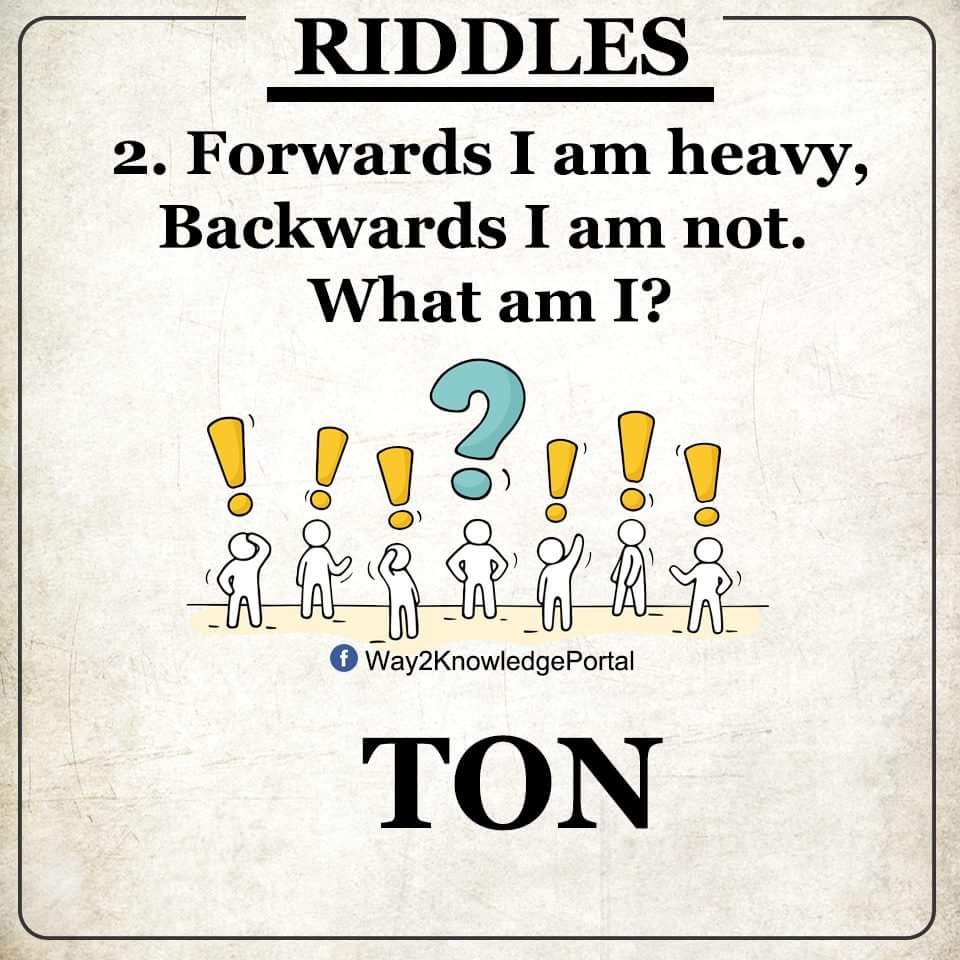 RIDDLES
2. Forwards I am heavy,
Backwards I am not.
What am I?
Way2KnowledgePortal
TON